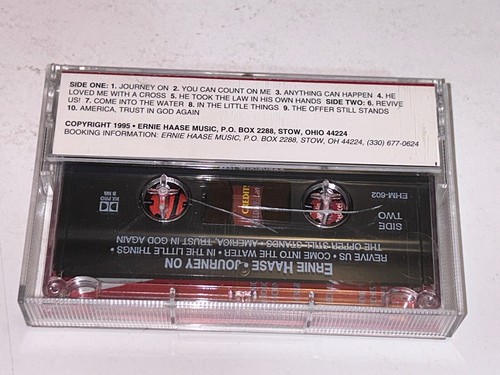 SIDE ONE: 1. JOURNEY ON 2. YOU CAN COUNT ON ME 3. ANYTHING CAN HAPPEN 4. HE
LOVED ME WITH A CROSS 5. HE TOOK THE LAW IN HIS OWN HANDS SIDE TWO: 6. REVIVE
US! 7. COME INTO THE WATER 8. IN THE LITTLE THINGS 9. THE OFFER STILL STANDS
10. AMERICA, TRUST IN GOD AGAIN
COPYRIGHT 1995 • ERNIE HAASE MUSIC, P.O. BOX 2288, STOW, OHIO 44224
BOOKING INFORMATION: ERNIE HAASE MUSIC, P.O. BOX 2288, STOW, OH 44224, (330) 677-0624
ERNIE HAASE • JOURNEY ON
REVIVE US • COME INTO THE WATER • IN THE LITTLE THINGS •
THE OFFER STILL STANDS • AMERICA, TRUST IN GOD AGAIN
SIDE
TWO
EHM-602
HX PRO
B NR
CREDITS